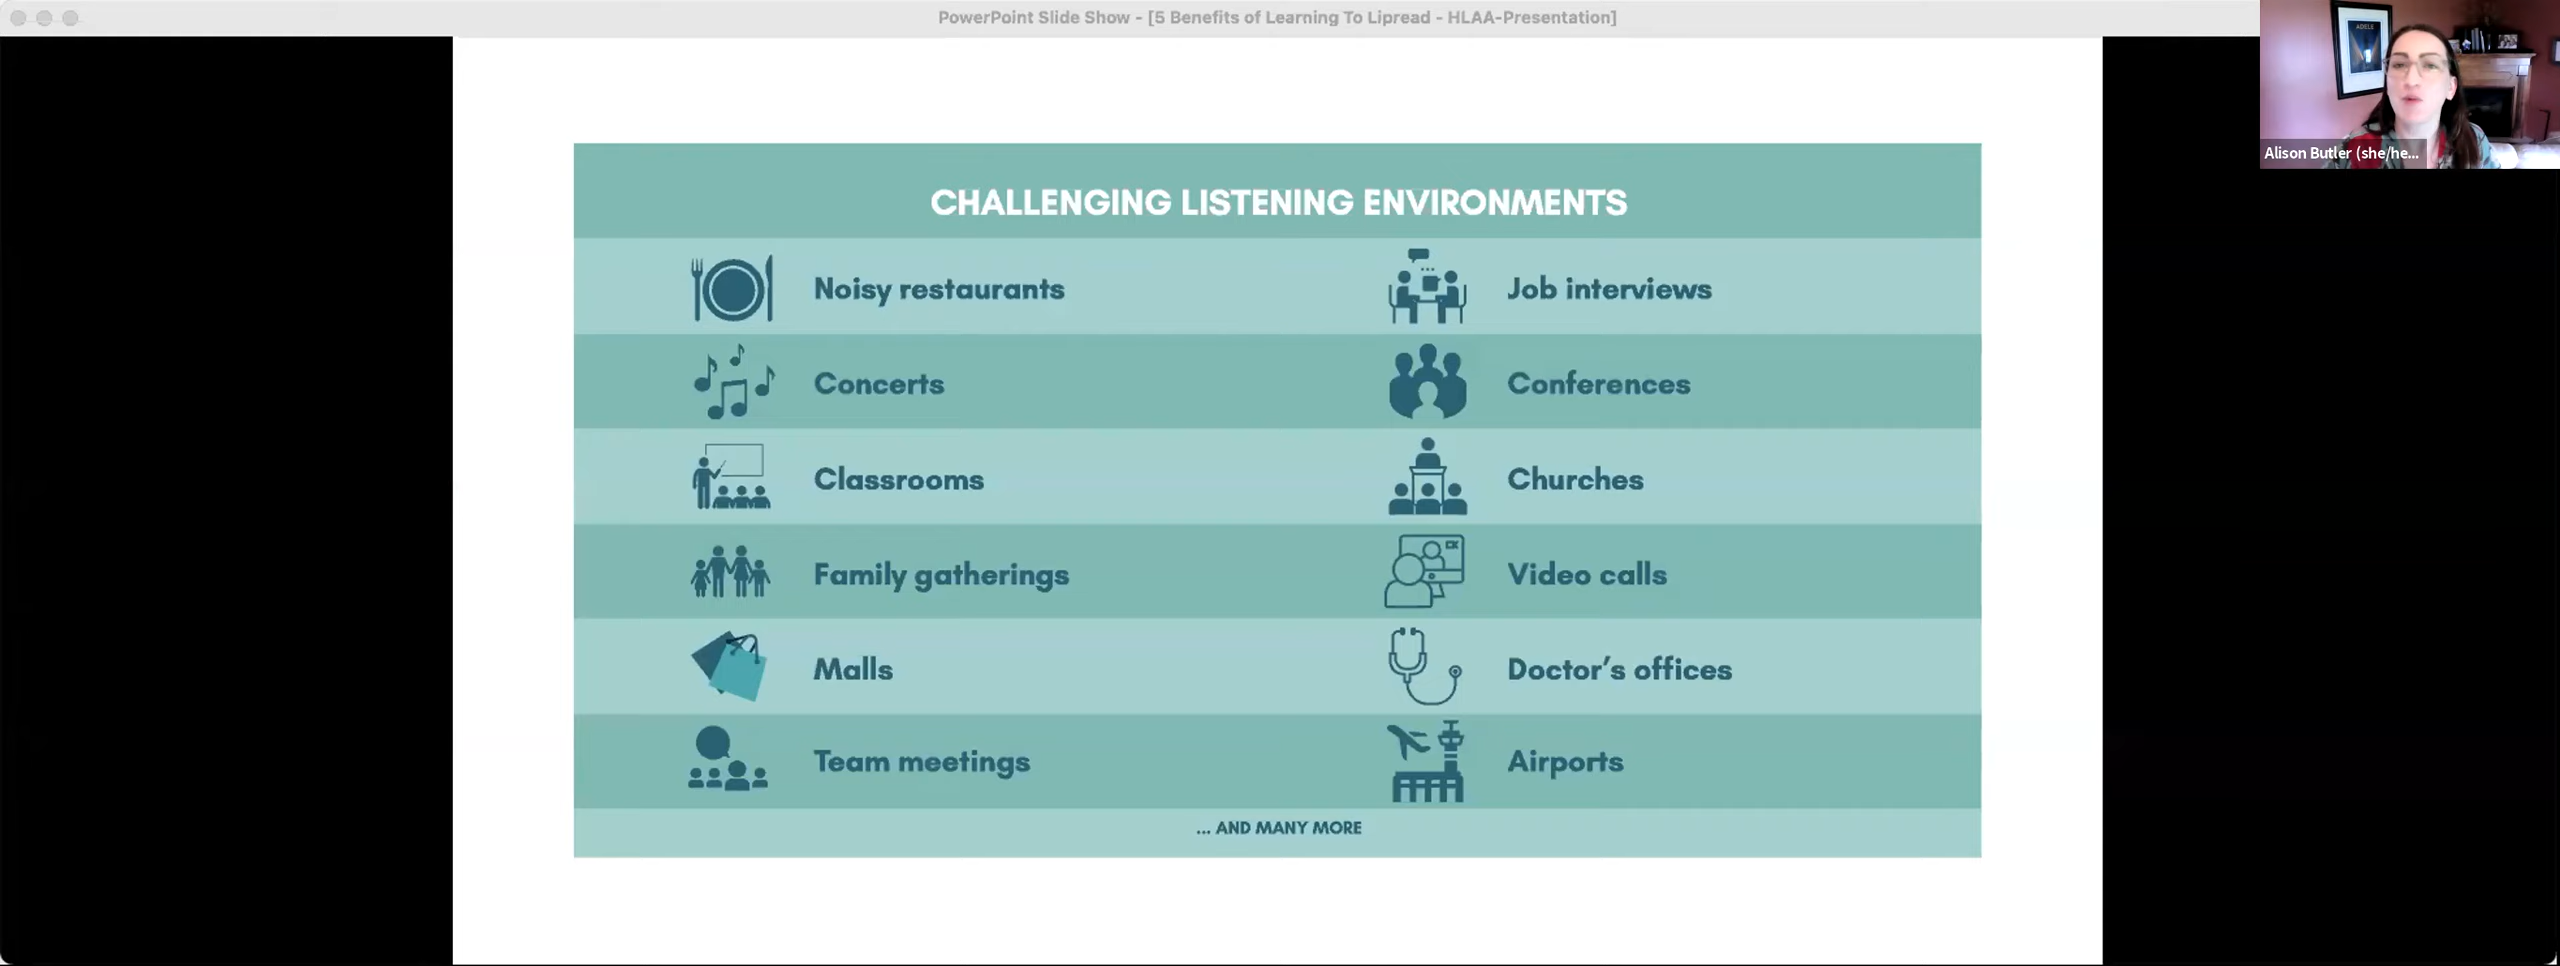 PowerPoint Slide Show - [5 Benefits of Learning To Lipread - HLAA-Presentation]
ADELE
Alison Butler (she/he...
CHALLENGING LISTENING ENVIRONMENTS
Noisy restaurants
Job interviews
Concerts
Conferences
Classrooms
Churches
Family gatherings
Video calls
Malls
Doctor's offices
Team meetings
Airports
... AND MANY MORE